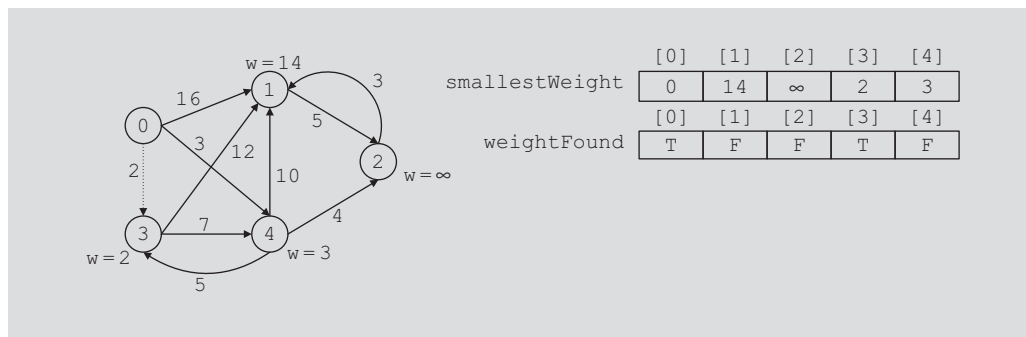 w=14
1
16
3
5
0
3
12
2
2
w=∞
10
4
7
3
4
w=2
w=3
5
[0] [1] [2] [3] [4]
smallestWeight 0 14 ∞ 2 3
[0] [1] [2] [3] [4]
weightFound T F F T F